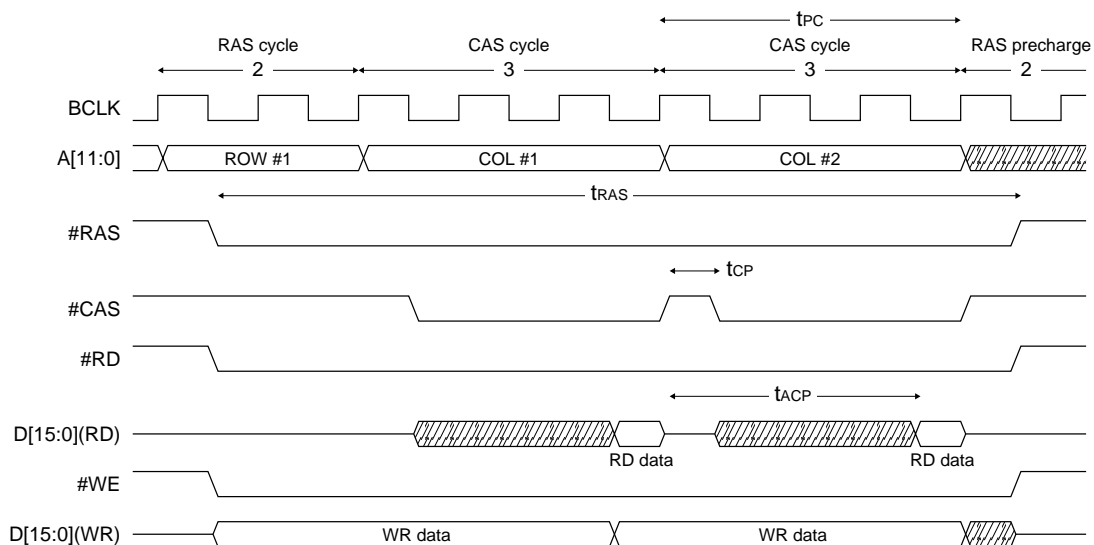 tPC
RAS cycle CAS cycle CAS cycle RAS precharge
2 3 3 2
BCLK
A[11:0] ROW #1 COL #1 COL #2
tRAS
#RAS
tCP
#CAS
#RD
tACP
D[15:0](RD)
RD data RD data
#WE
D[15:0](WR) WR data WR data